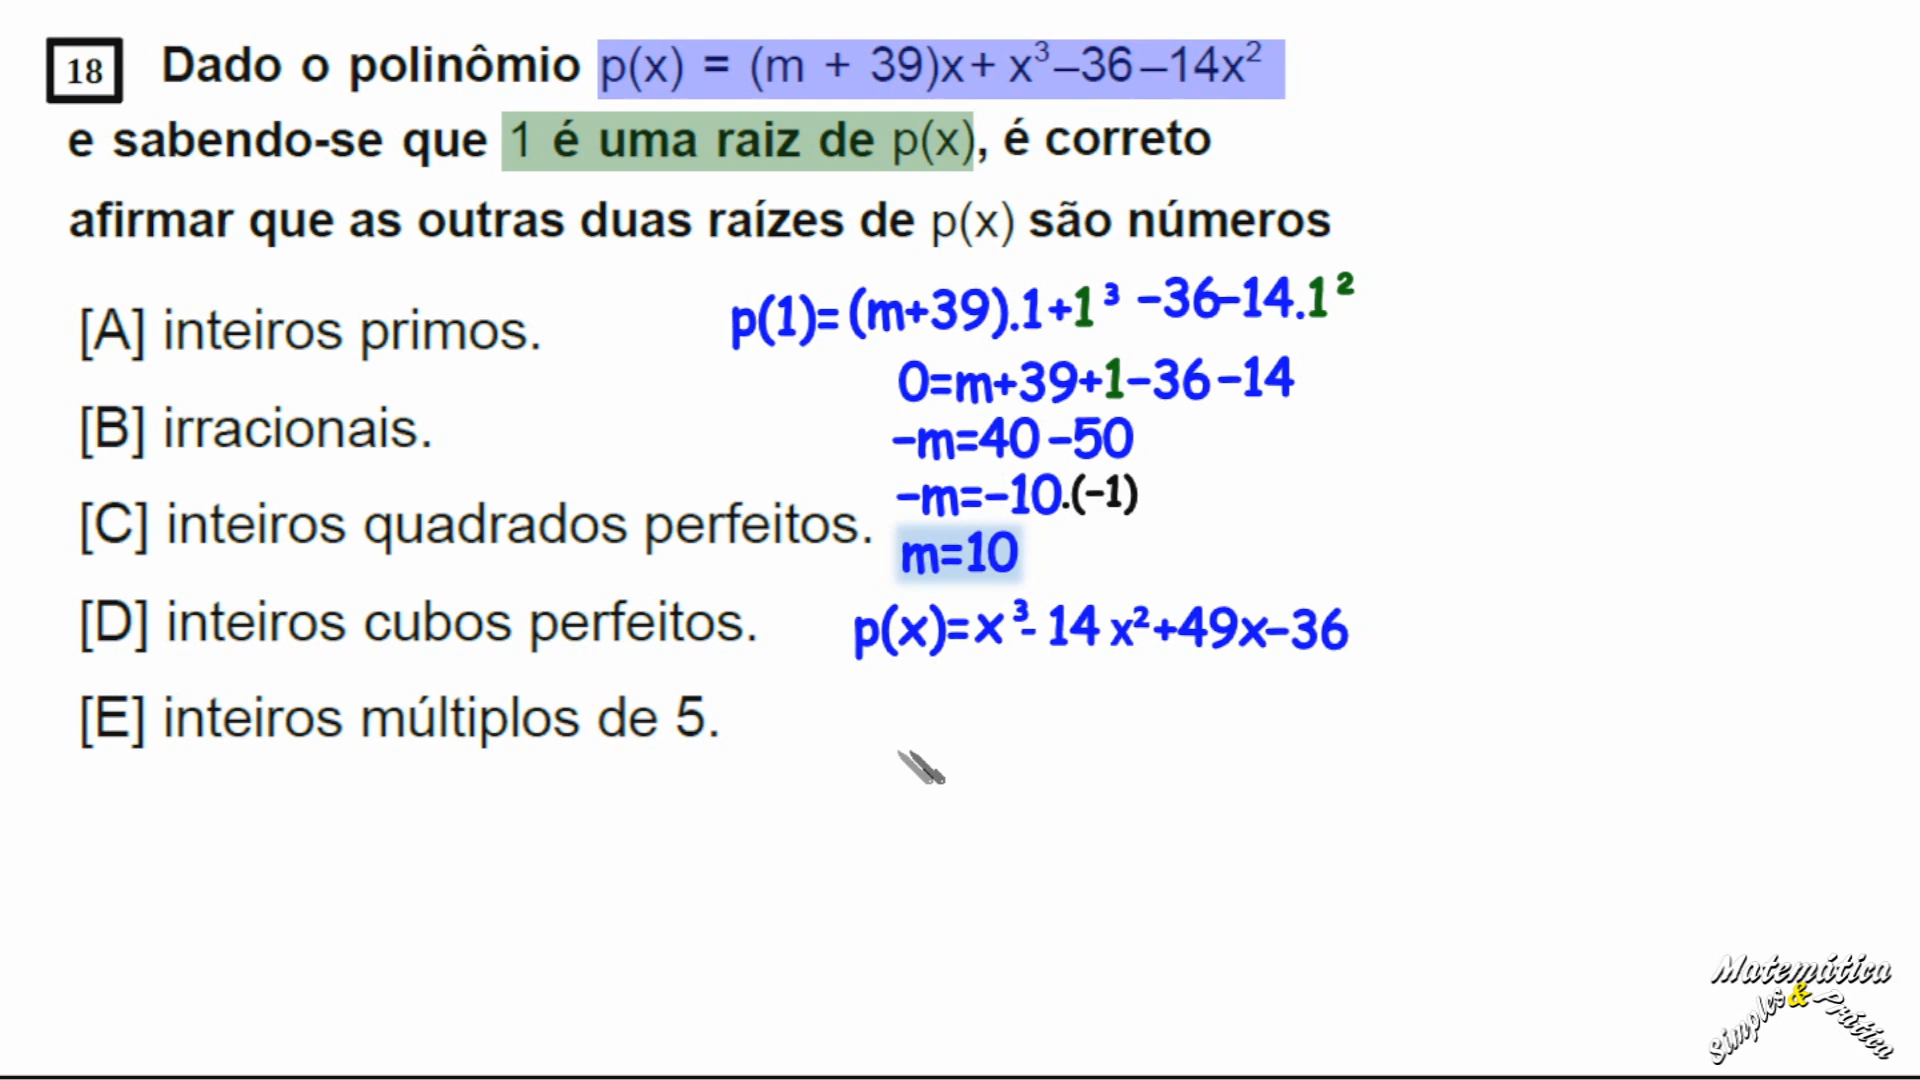 18 Dado o polinômio p(x) = (m + 39)x+ x³–36–14x²
e sabendo-se que 1 é uma raiz de p(x), é correto
afirmar que as outras duas raízes de p(x) são números
[A] inteiros primos.
[B] irracionais.
[C] inteiros quadrados perfeitos.
[D] inteiros cubos perfeitos.
[E] inteiros múltiplos de 5.
p(1)=(m+39).1+1³ -36-14.1²
0=m+39+1-36-14
-m=40-50
-m=-10.(-1)
m=10
p(x)=x³- 14 x²+49x-36
Matemática
Simples & Prática